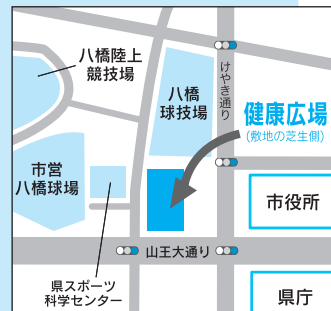 八橋陸上
競技場
八橋
球技場
けやき通り
健康広場
(敷地の芝生側)
市営
八橋球場
市役所
山王大通り
県スポーツ
科学センター
県庁